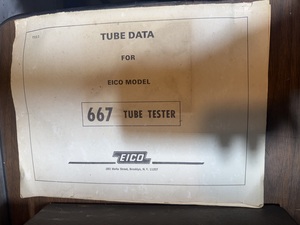 TUBE DATA
FOR
EICO MODEL
667 TUBE TESTER
EICO